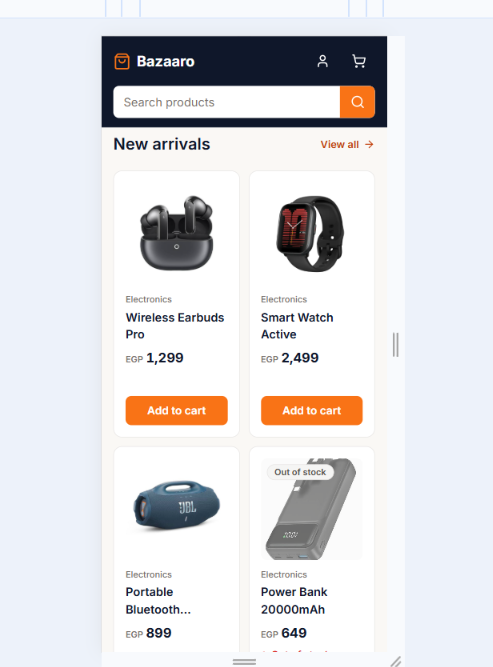 Bazaaro
Search products
New arrivals
View all →
Electronics
Wireless Earbuds
Pro
EGP 1,299
Add to cart
Electronics
Smart Watch
Active
EGP 2,499
Add to cart
JBL
Electronics
Portable
Bluetooth...
EGP 899
Out of stock
Electronics
Power Bank
20000mAh
EGP 649